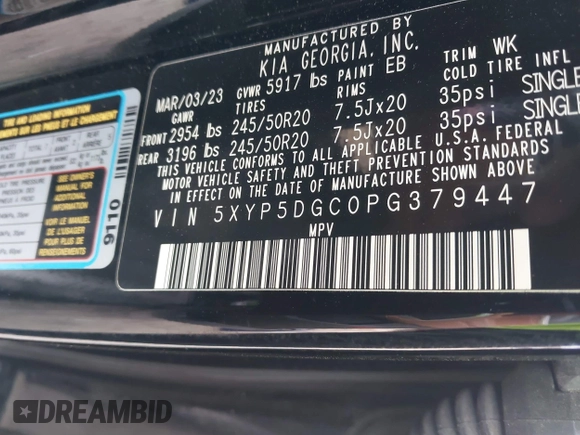 MANUFACTURED BY
KIA GEORGIA, INC.
MAR/03/23 GVWR 5917 lbs PAINT EB TRIM WK
GAWR TIRES RIMS COLD TIRE INFL
FRONT 2954 lbs 245/50R20 7.5Jx20 35psi SINGLE
REAR 3196 lbs 245/50R20 7.5Jx20 35psi SINGLE
THIS VEHICLE CONFORMS TO ALL APPLICABLE U.S.A. FEDERAL
MOTOR VEHICLE SAFETY AND THEFT PREVENTION STANDARDS
IN EFFECT ON THE DATE OF MANUFACTURE SHOWN ABOVE
VIN 5XYP5DGC0PG379447
MPV
TIRE AND LOADING INFORMATION
SEE OWNER'S
MANUAL FOR
ADDITIONAL
INFORMATION
VOIR LE MANUEL
DE L'USAGER
POUR PLUS DE
RENSEIGNEMENTS
9110
DREAMBID